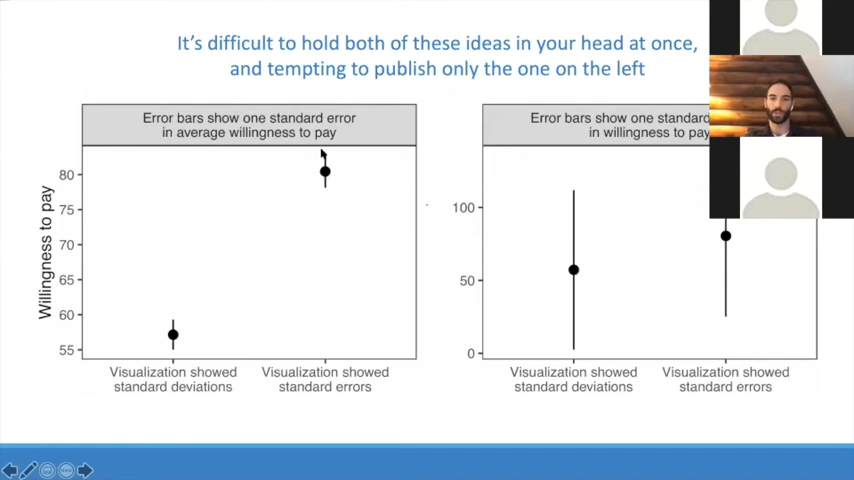 It's difficult to hold both of these ideas in your head at once,
and tempting to publish only the one on the left
Error bars show one standard error
in average willingness to pay
Willingness to pay
80
75
70
65
60
55
Visualization showed
standard deviations
Visualization showed
standard errors
Error bars show one standard
in willingness to pay
100
50
0
Visualization showed
standard deviations
Visualization showed
standard errors